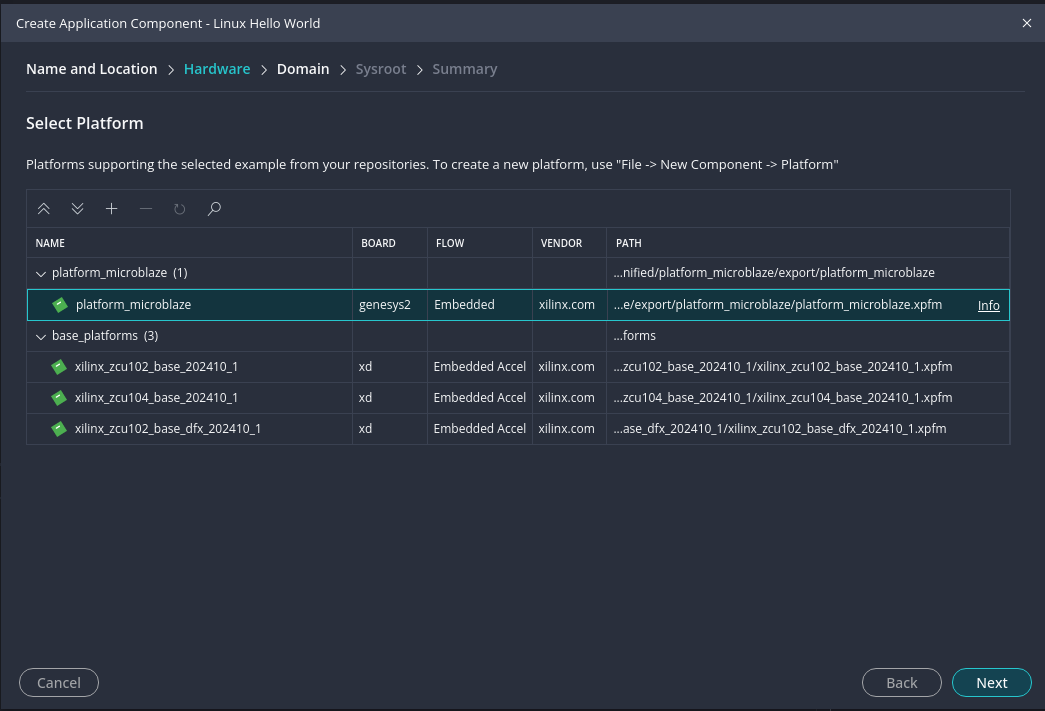 Create Application Component - Linux Hello World
Name and Location > Hardware > Domain > Sysroot > Summary
Select Platform
Platforms supporting the selected example from your repositories. To create a new platform, use "File -> New Component -> Platform"
NAME BOARD FLOW VENDOR PATH
platform_microblaze (1) ...nified/platform_microblaze/export/platform_microblaze
platform_microblaze genesys2 Embedded xilinx.com ...e/export/platform_microblaze/platform_microblaze.xpfm Info
base_platforms (3) ...forms
xilinx_zcu102_base_202410_1 xd Embedded Accel xilinx.com ...zcu102_base_202410_1/xilinx_zcu102_base_202410_1.xpfm
xilinx_zcu104_base_202410_1 xd Embedded Accel xilinx.com ...zcu104_base_202410_1/xilinx_zcu104_base_202410_1.xpfm
xilinx_zcu102_base_dfx_202410_1 xd Embedded Accel xilinx.com ...ase_dfx_202410_1/xilinx_zcu102_base_dfx_202410_1.xpfm
Cancel Back Next